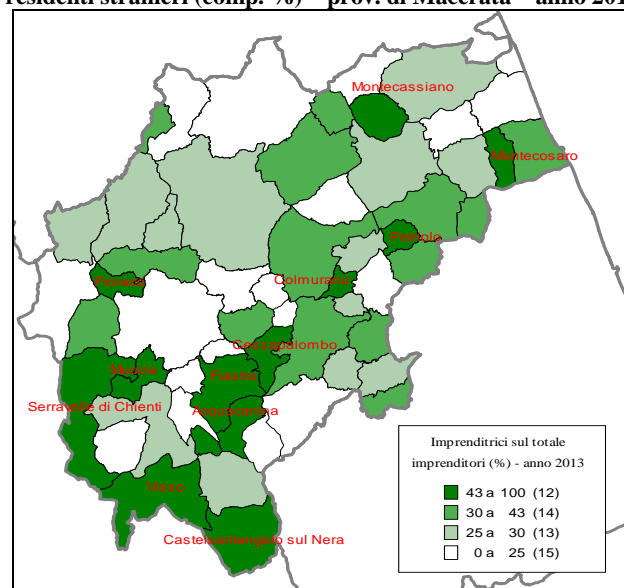 residenti stranieri (comp. %) – prov. di Macerata – anno 201
Montecassiano
Montecosaro
Petriolo
Pioraco
Colmurano
Cessapalombo
Muccia
Fiastra
Serravalle di Chienti
Acquacanina
Visso
Castelsantangelo sul Nera
Imprenditrici sul totale
imprenditori (%) - anno 2013
43 a 100 (12)
30 a 43 (14)
25 a 30 (13)
0 a 25 (15)